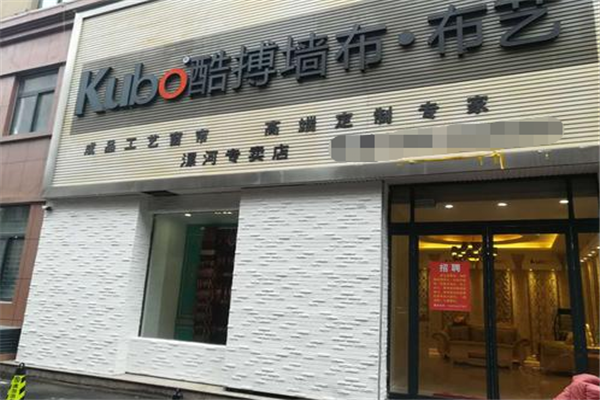 Kubo酷搏墙布·布艺
成品工艺窗帘 高端定制专家
漯河专卖店
招聘